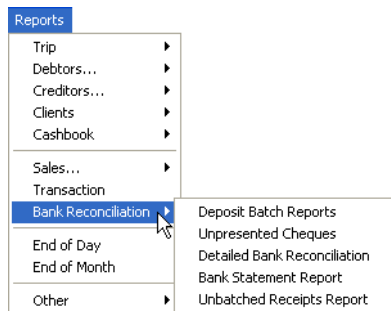 Reports
Trip
Debtors...
Creditors...
Clients
Cashbook
Sales...
Transaction
Bank Reconciliation
End of Day
End of Month
Other
Deposit Batch Reports
Unpresented Cheques
Detailed Bank Reconciliation
Bank Statement Report
Unbatched Receipts Report